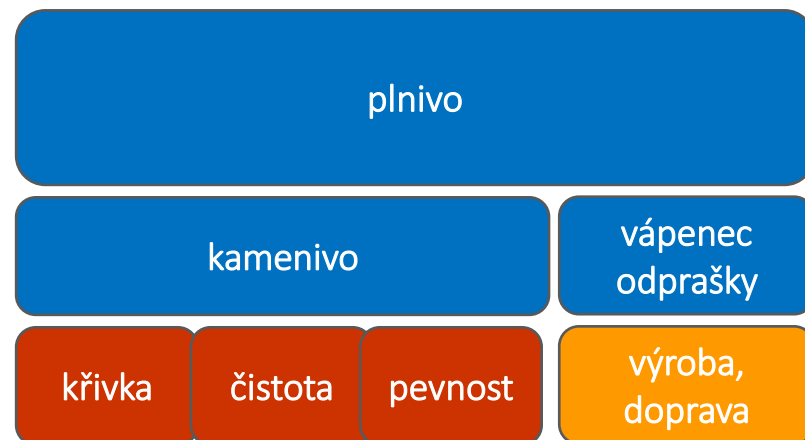 plnivo
kamenivo
vápenec
odprašky
křivka
čistota
pevnost
výroba,
doprava